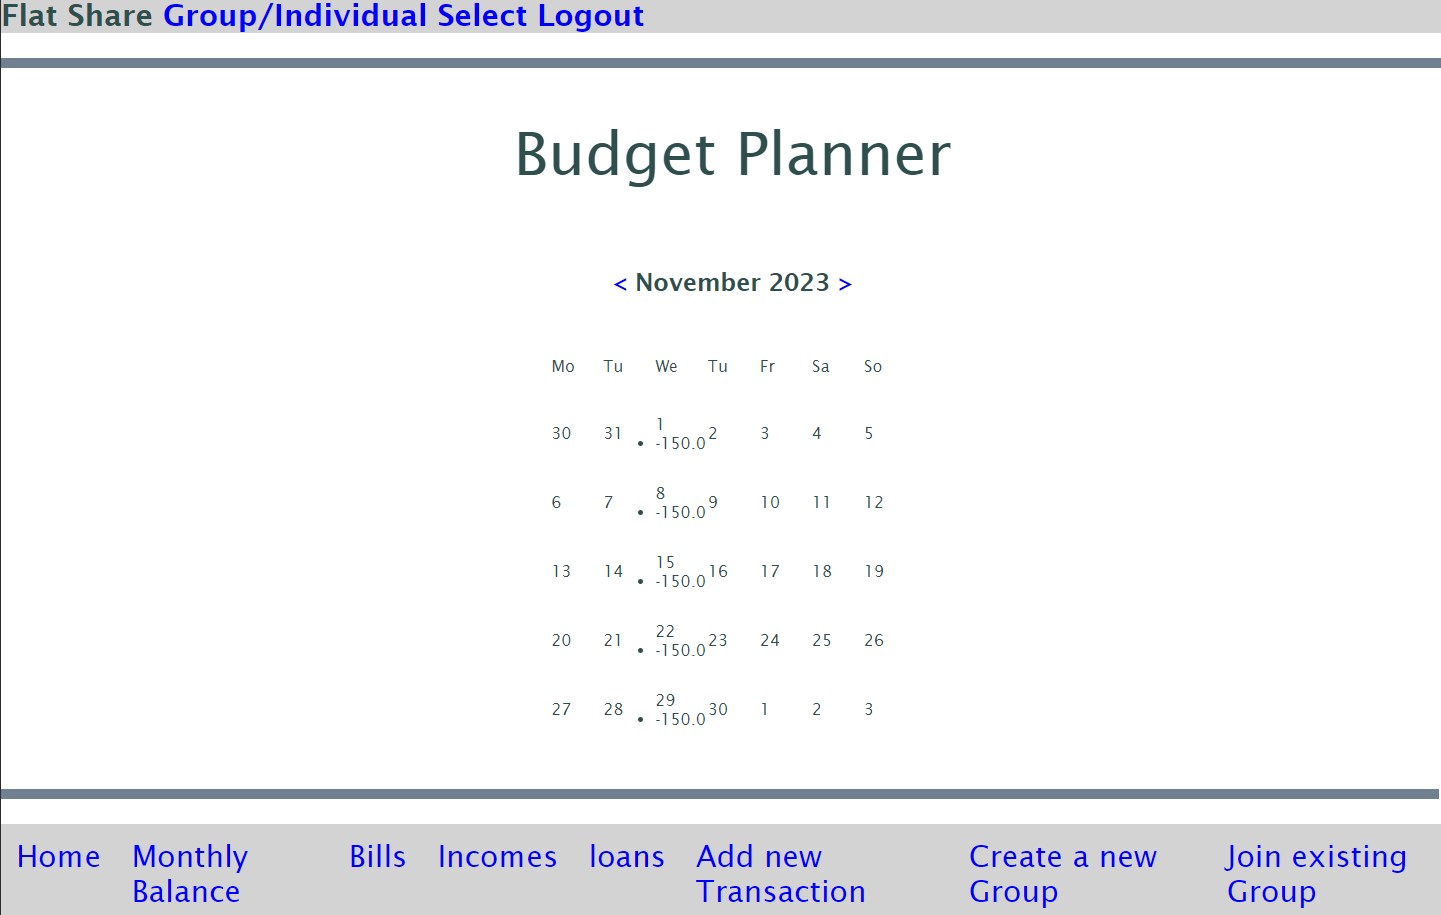 Flat Share Group/Individual Select Logout
Budget Planner
< November 2023 >
Mo Tu We Tu Fr Sa So
30 31 1 2 3 4 5
• -150.0
6 7 8 9 10 11 12
• -150.0
13 14 15 16 17 18 19
• -150.0
20 21 22 23 24 25 26
• -150.0
27 28 29 30 1 2 3
• -150.0
Home Monthly Balance Bills Incomes loans Add new Transaction Create a new Group Join existing Group